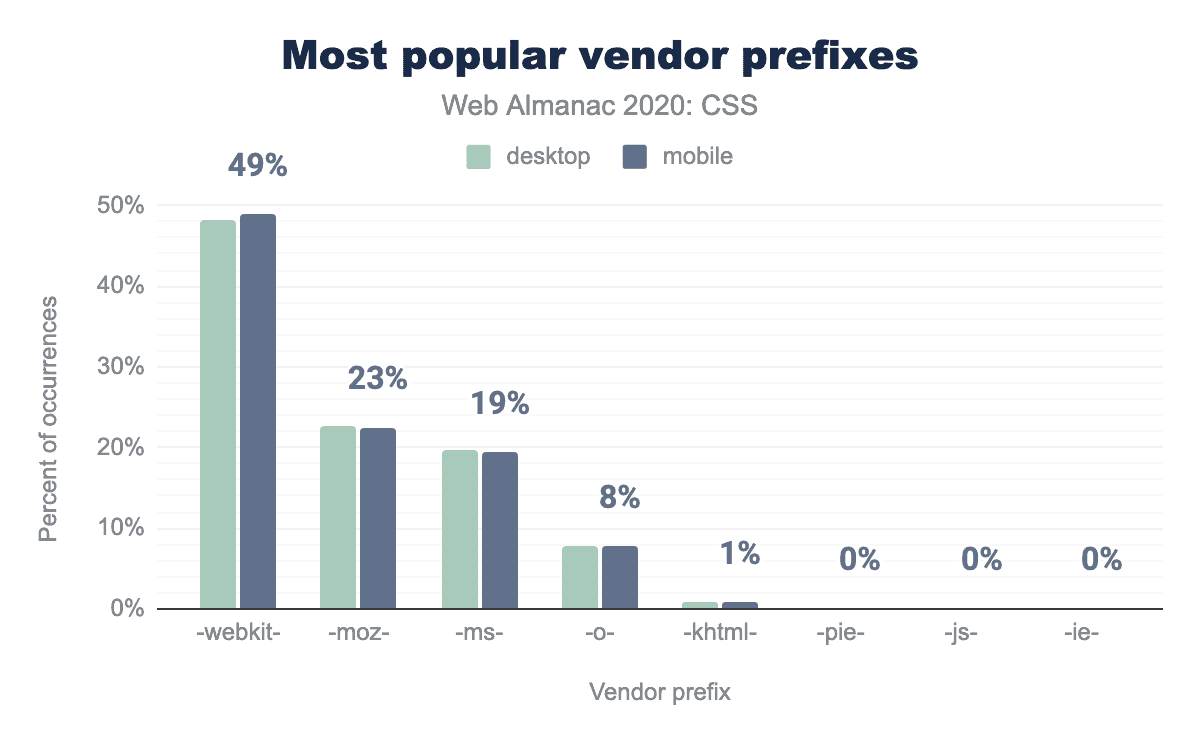 Most popular vendor prefixes
Web Almanac 2020: CSS
desktop mobile
49%
50%
40%
30%
23%
19%
20%
8%
10%
1%
0% 0% 0%
0%
-webkit- -moz- -ms- -o- -khtml- -pie- -js- -ie-
Vendor prefix
Percent of occurrences